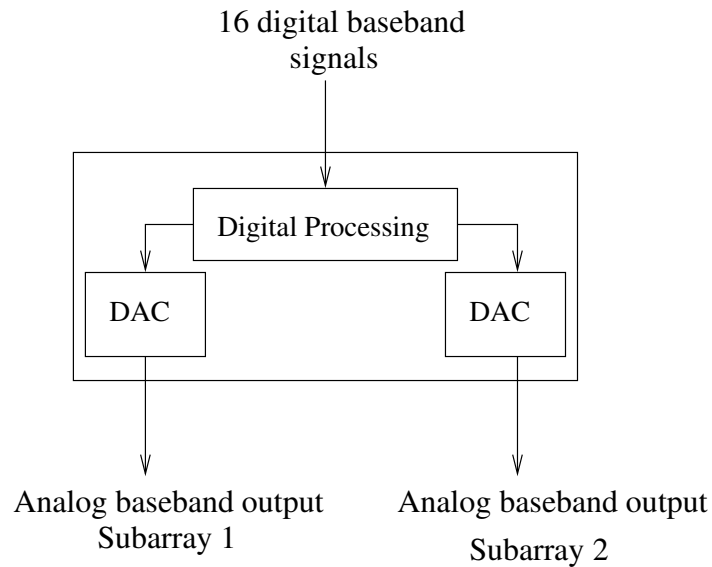 16 digital baseband
signals
Digital Processing
DAC
DAC
Analog baseband output
Subarray 1
Analog baseband output
Subarray 2